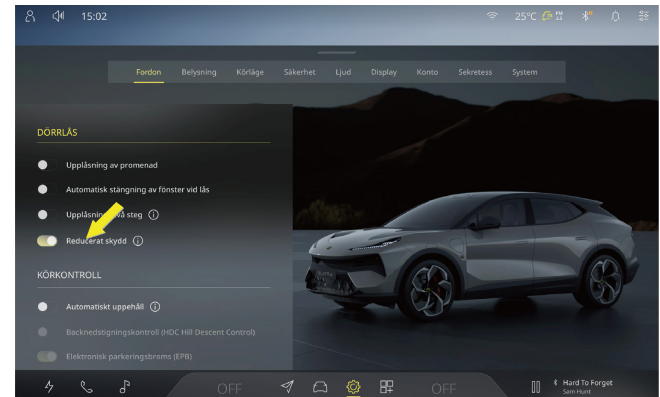 15:02
25°C
Fordon Belysning Körläge Säkerhet Ljud Display Konto Sekretess System
DÖRRLÅS
Upplåsning av promenad
Automatisk stängning av fönster vid lås
Upplåsning två steg
Reducerat skydd
KÖRKONTROLL
Automatiskt uppehåll
Backnedstigningskontroll (HDC Hill Descent Control)
Elektronisk parkeringsbroms (EPB)
OFF OFF
Hard To Forget
Sam Hunt